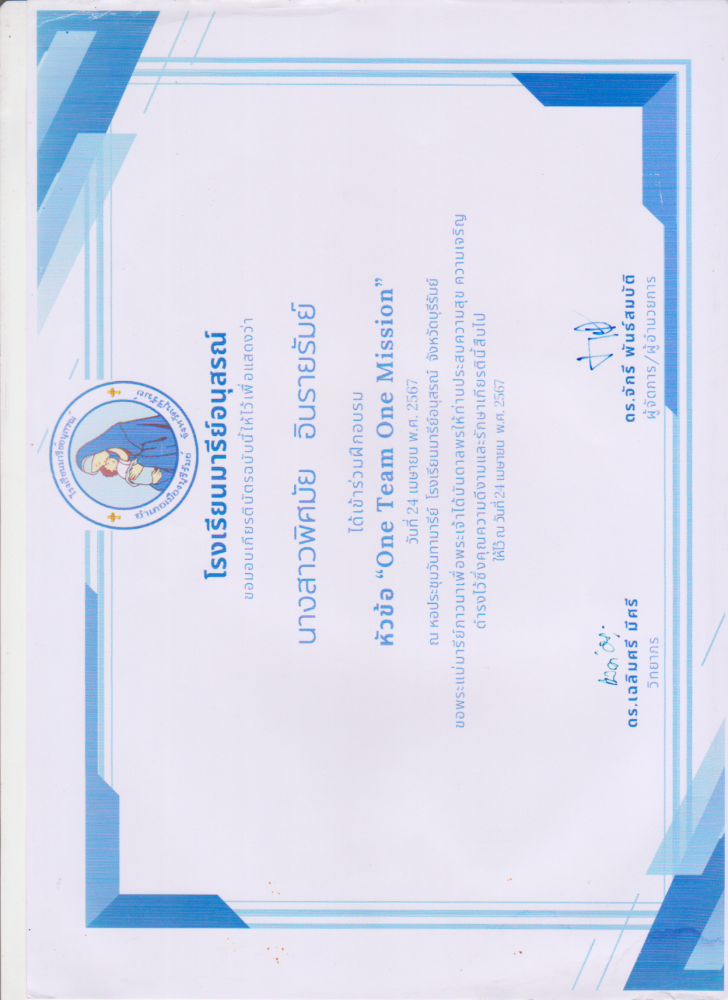 โรงเรียนมารีย์อนุสรณ์
อำเภอเมืองบุรีรัมย์ จังหวัดบุรีรัมย์
โรงเรียนมารีย์อนุสรณ์
ขอมอบเกียรติบัตรฉบับนี้ให้ไว้เพื่อแสดงว่า
นางสาวพิศมัย อินรายรัมย์
ได้เข้าร่วมฝึกอบรม
หัวข้อ “One Team One Mission”
วันที่ 24 เมษายน พ.ศ. 2567
ณ หอประชุมวันทามารีย์ โรงเรียนมารีย์อนุสรณ์ จังหวัดบุรีรัมย์
ขอพระแม่มารีย์ภาวนาเพื่อพระเจ้าได้บันดาลพรให้ท่านประสบความสุข ความเจริญ
ดำรงไว้ซึ่งคุณความดีงามและรักษาเกียรตินี้สืบไป
ให้ไว้ ณ วันที่ 24 เมษายน พ.ศ. 2567
ดร.เฉลิมศรี มีศรี
วิทยากร
ดร.จักรี พันธ์สมบัติ
ผู้จัดการ/ผู้อำนวยการ